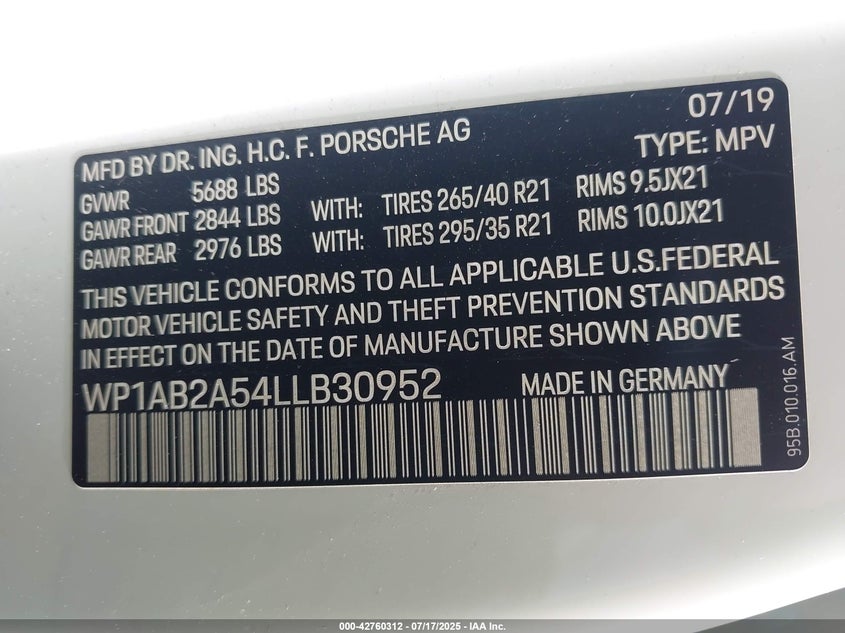 07/19
MFD BY DR. ING. H.C. F. PORSCHE AG TYPE: MPV
GVWR 5688 LBS
GAWR FRONT 2844 LBS WITH: TIRES 265/40 R21 RIMS 9.5JX21
GAWR REAR 2976 LBS WITH: TIRES 295/35 R21 RIMS 10.0JX21
THIS VEHICLE CONFORMS TO ALL APPLICABLE U.S.FEDERAL
MOTOR VEHICLE SAFETY AND THEFT PREVENTION STANDARDS
IN EFFECT ON THE DATE OF MANUFACTURE SHOWN ABOVE
WP1AB2A54LLB30952 MADE IN GERMANY
95B.010.016.AM
000-42760312 - 07/17/2025 - IAA Inc.